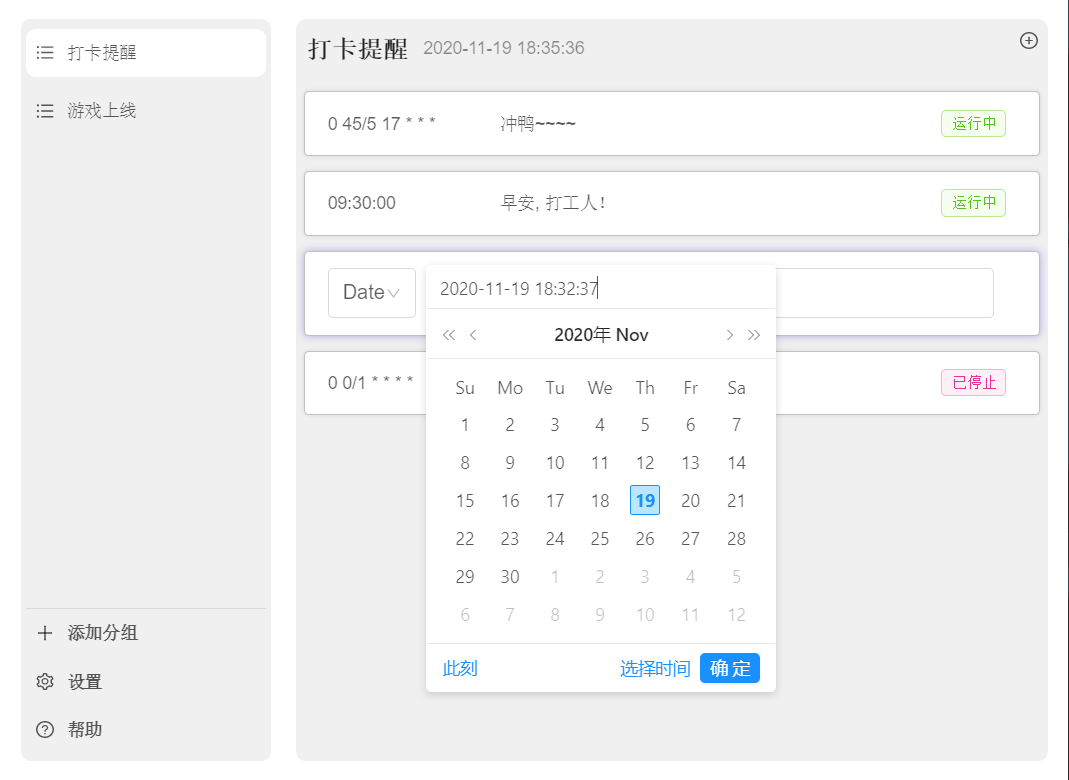 打卡提醒
游戏上线
添加分组
设置
帮助
打卡提醒 2020-11-19 18:35:36
0 45/5 17 * * * 冲鸭~~~~ 运行中
09:30:00 早安, 打工人! 运行中
Date 2020-11-19 18:32:37
0 0/1 * * * * 已停止
2020年 Nov
Su Mo Tu We Th Fr Sa
1 2 3 4 5 6 7
8 9 10 11 12 13 14
15 16 17 18 19 20 21
22 23 24 25 26 27 28
29 30 1 2 3 4 5
6 7 8 9 10 11 12
此刻 选择时间 确定